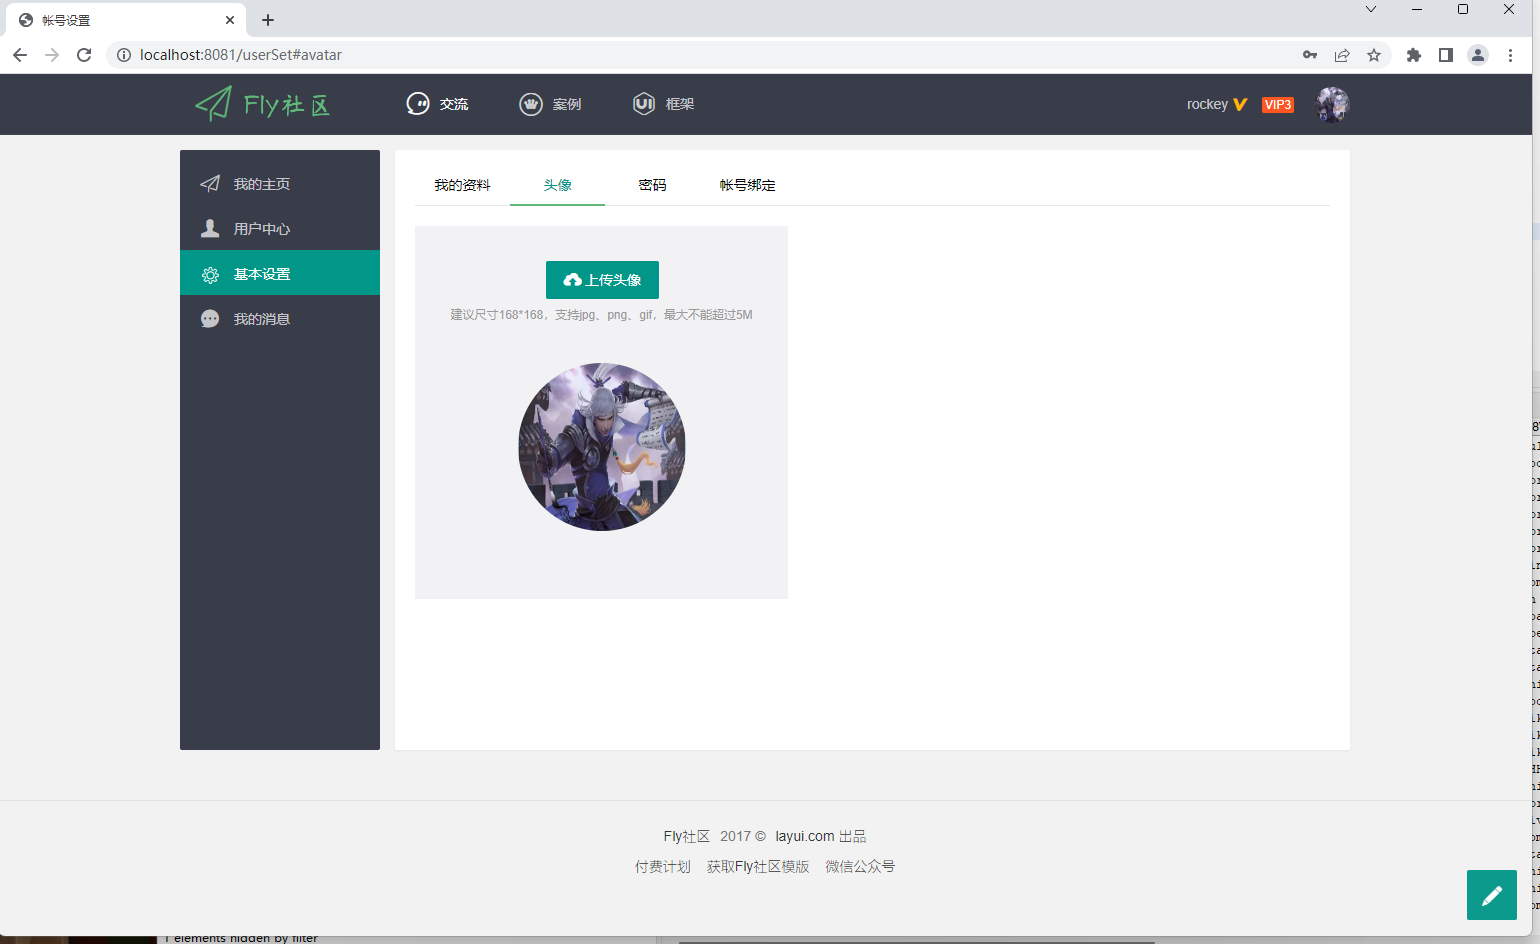 帐号设置
localhost:8081/userSet#avatar
Fly社区
交流
案例
框架
rockey
VIP3
我的主页
用户中心
基本设置
我的消息
我的资料
头像
密码
帐号绑定
上传头像
建议尺寸168*168，支持jpg、png、gif，最大不能超过5M
Fly社区 2017 © layui.com 出品
付费计划 获取Fly社区模版 微信公众号
elements hidden by filter